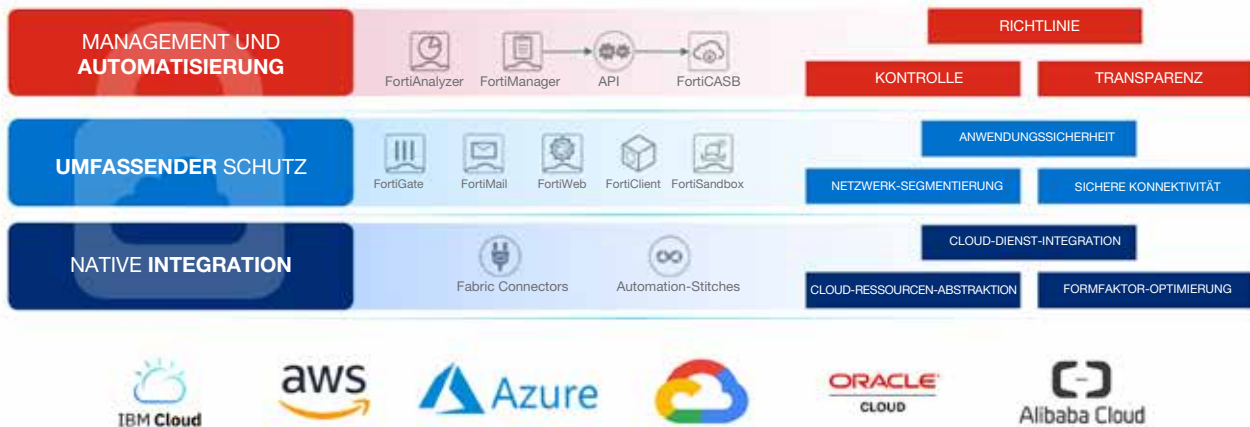 MANAGEMENT UND
AUTOMATISIERUNG
FortiAnalyzer
FortiManager
API
FortiCASB
RICHTLINIE
KONTROLLE
TRANSPARENZ
UMFASSENDER SCHUTZ
FortiGate
FortiMail
FortiWeb
FortiClient
FortiSandbox
ANWENDUNGSSICHERHEIT
NETZWERK-SEGMENTIERUNG
SICHERE KONNEKTIVITÄT
NATIVE INTEGRATION
Fabric Connectors
Automation-Stitches
CLOUD-DIENST-INTEGRATION
CLOUD-RESSOURCEN-ABSTRAKTION
FORMFAKTOR-OPTIMIERUNG
IBM Cloud
aws
Azure
ORACLE
CLOUD
Alibaba Cloud